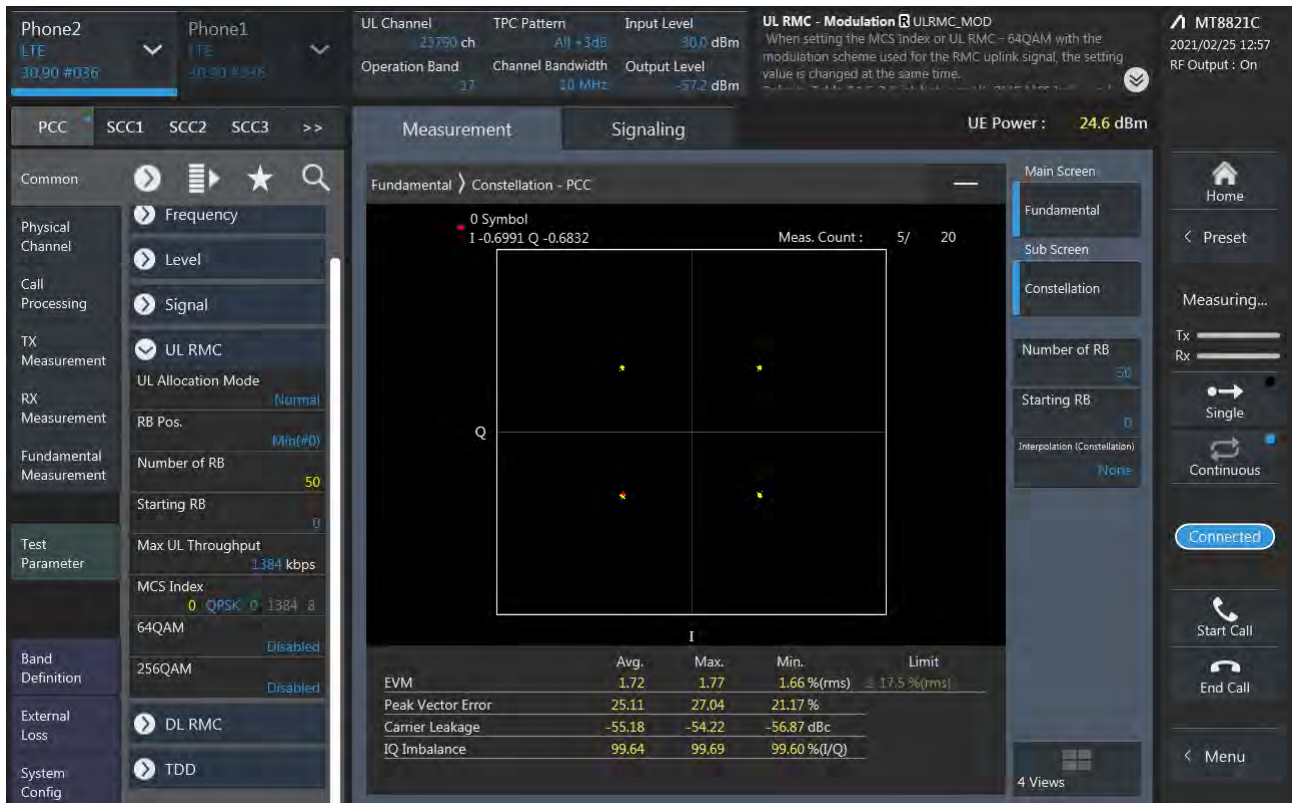 Phone2
LTE
30.90 #036
Phone1
LTE
30.90 #036
UL Channel
23790 ch
TPC Pattern
All +3dB
Input Level
30.0 dBm
Operation Band
17
Channel Bandwidth
10 MHz
Output Level
-57.2 dBm
UL RMC - Modulation R ULRMC_MOD
When setting the MCS Index or UL RMC - 64QAM with the
modulation scheme used for the RMC uplink signal, the setting
value is changed at the same time.
MT8821C
2021/02/25 12:57
RF Output : On
PCC SCC1 SCC2 SCC3 >>
Measurement
Signaling
UE Power : 24.6 dBm
Common
Physical
Channel
Call
Processing
TX
Measurement
RX
Measurement
Fundamental
Measurement
Test
Parameter
Band
Definition
External
Loss
System
Config
Frequency
Level
Signal
UL RMC
UL Allocation Mode
Normal
RB Pos.
Min(#0)
Number of RB
50
Starting RB
0
Max UL Throughput
1384 kbps
MCS Index
0 QPSK 0 1384 8
64QAM
Disabled
256QAM
Disabled
DL RMC
TDD
Fundamental ⟩ Constellation - PCC
0 Symbol
I -0.6991 Q -0.6832
Meas. Count : 5/ 20
Q
I
Avg. Max. Min. Limit
EVM 1.72 1.77 1.66 %(rms) ≤ 17.5 %(rms)
Peak Vector Error 25.11 27.04 21.17 %
Carrier Leakage -55.18 -54.22 -56.87 dBc
IQ Imbalance 99.64 99.69 99.60 %(I/Q)
Main Screen
Fundamental
Sub Screen
Constellation
Number of RB
50
Starting RB
0
Interpolation (Constellation)
None
4 Views
Home
< Preset
Measuring...
Tx
Rx
Single
Continuous
Connected
Start Call
End Call
< Menu